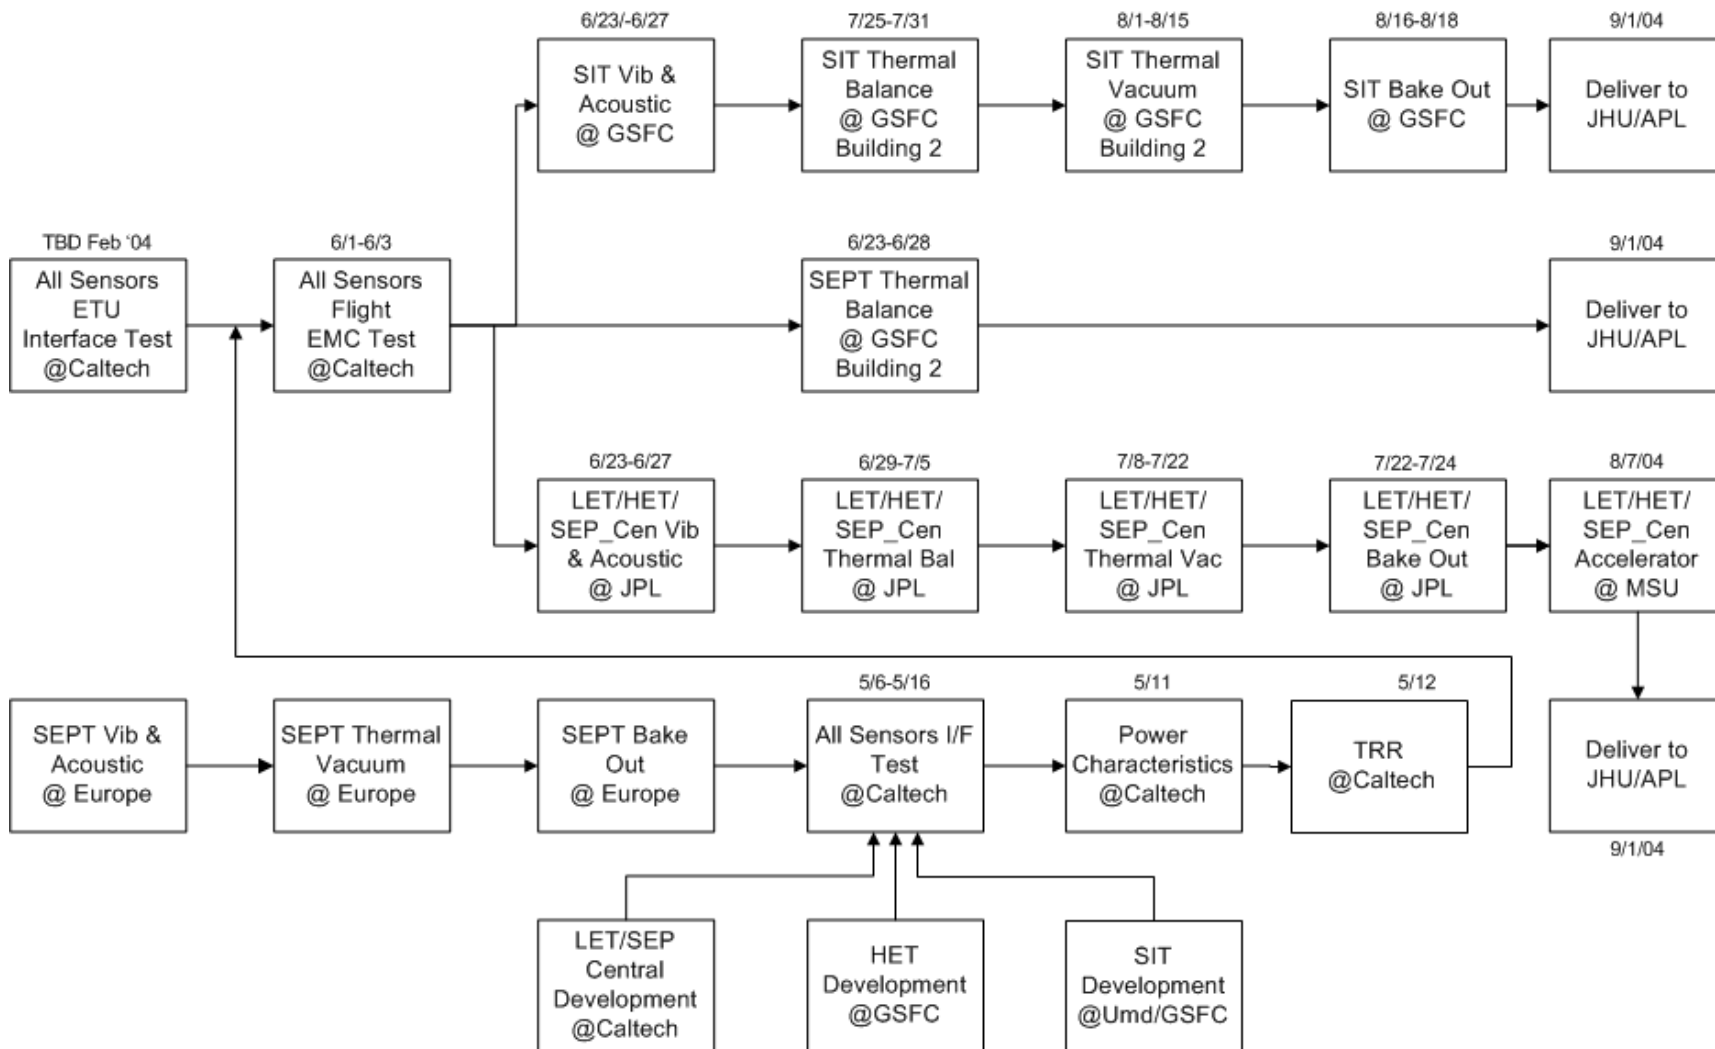 6/23/-6/27
SIT Vib &
Acoustic
@ GSFC
7/25-7/31
SIT Thermal
Balance
@ GSFC
Building 2
8/1-8/15
SIT Thermal
Vacuum
@ GSFC
Building 2
8/16-8/18
SIT Bake Out
@ GSFC
9/1/04
Deliver to
JHU/APL
TBD Feb ‘04
All Sensors
ETU
Interface Test
@Caltech
6/1-6/3
All Sensors
Flight
EMC Test
@Caltech
6/23-6/28
SEPT Thermal
Balance
@ GSFC
Building 2
9/1/04
Deliver to
JHU/APL
6/23-6/27
LET/HET/
SEP_Cen Vib
& Acoustic
@ JPL
6/29-7/5
LET/HET/
SEP_Cen
Thermal Bal
@ JPL
7/8-7/22
LET/HET/
SEP_Cen
Thermal Vac
@ JPL
7/22-7/24
LET/HET/
SEP_Cen
Bake Out
@ JPL
8/7/04
LET/HET/
SEP_Cen
Accelerator
@ MSU
SEPT Vib &
Acoustic
@ Europe
SEPT Thermal
Vacuum
@ Europe
SEPT Bake
Out
@ Europe
5/6-5/16
All Sensors I/F
Test
@Caltech
5/11
Power
Characteristics
@Caltech
5/12
TRR
@Caltech
Deliver to
JHU/APL
9/1/04
LET/SEP
Central
Development
@Caltech
HET
Development
@GSFC
SIT
Development
@Umd/GSFC